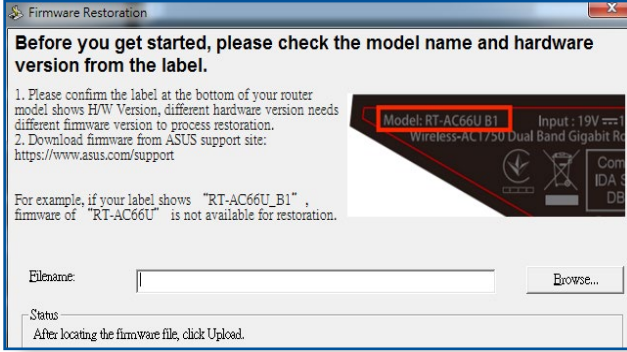 Firmware Restoration
Before you get started, please check the model name and hardware
version from the label.
1. Please confirm the label at the bottom of your router
model shows H/W Version, different hardware version needs
different firmware version to process restoration.
2. Download firmware from ASUS support site:
https://www.asus.com/support
For example, if your label shows “RT-AC66U_B1”,
firmware of “RT-AC66U” is not available for restoration.
Model: RT-AC66U B1 Input : 19V
Wireless-AC1750 Dual Band Gigabit Ro
Com
IDA S
DB
Filename:
Browse...
Status
After locating the firmware file, click Upload.